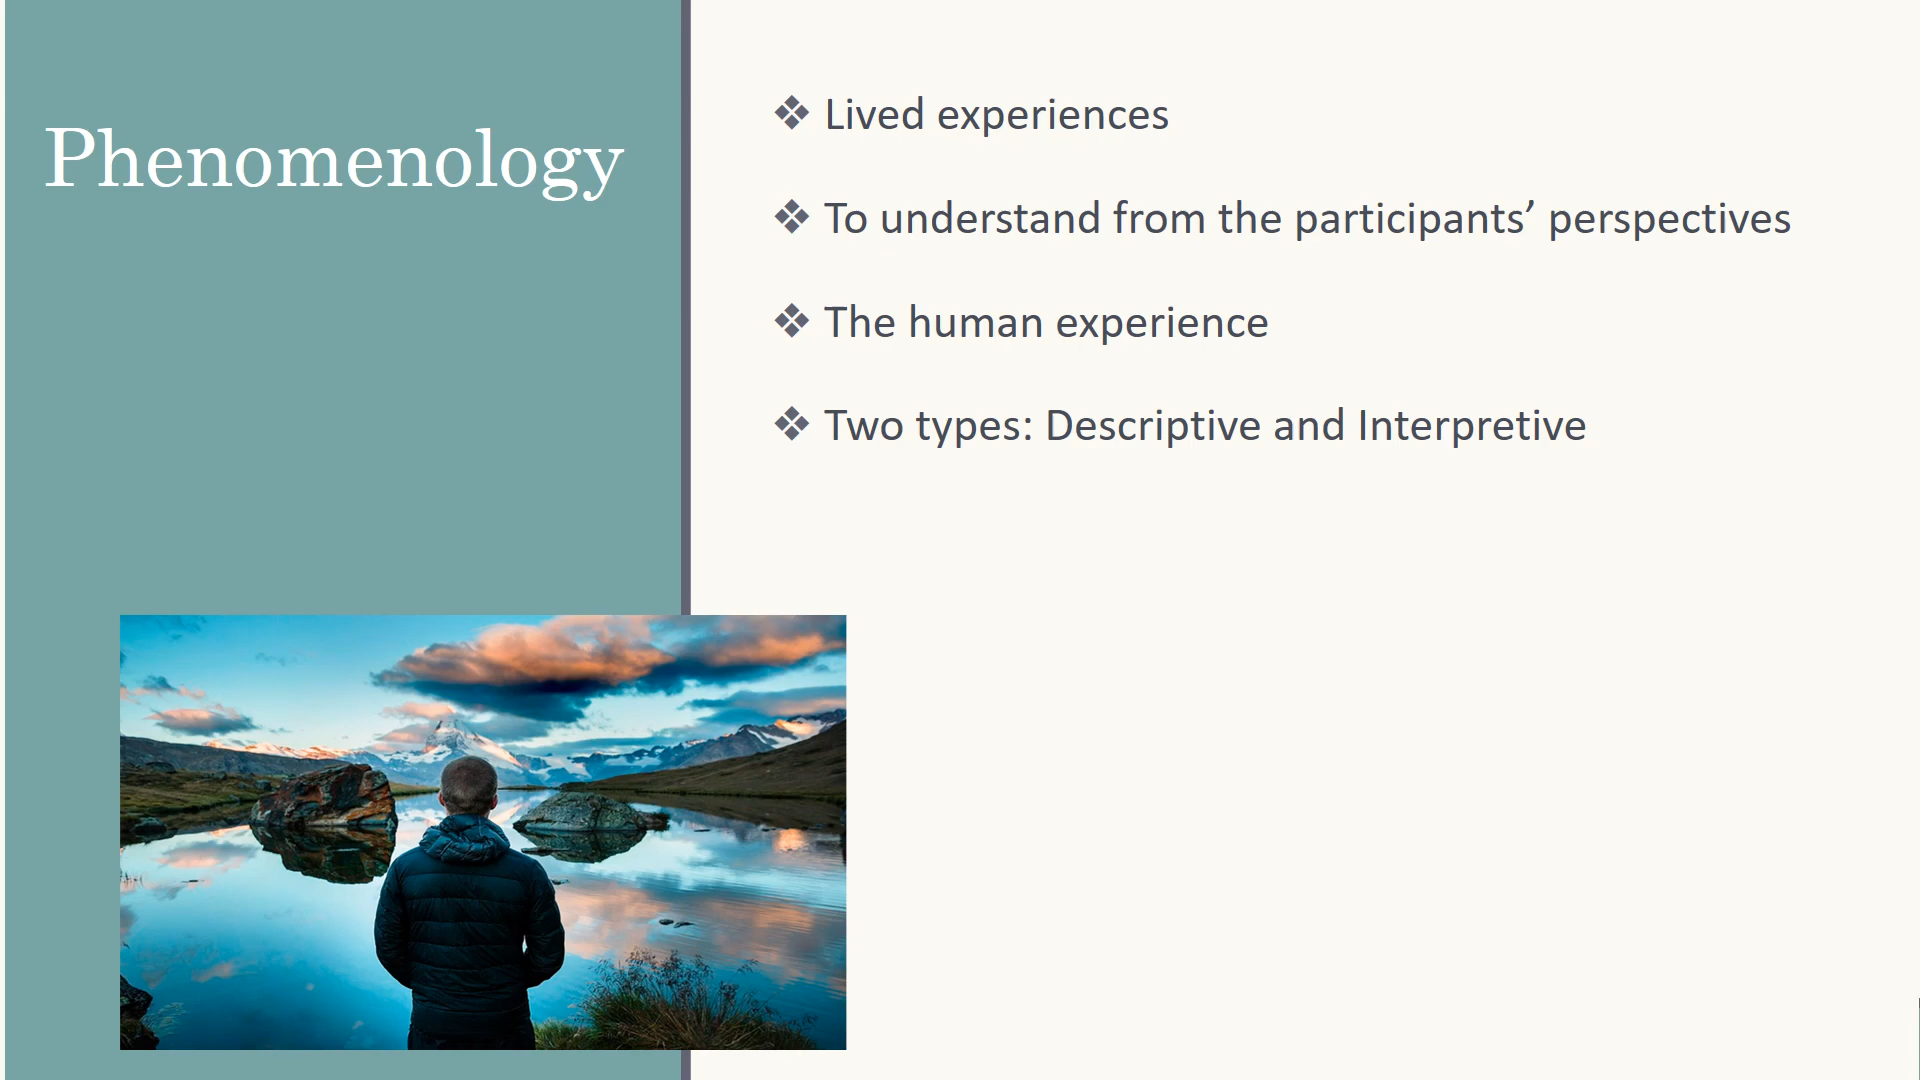 Phenomenology
❖ Lived experiences
❖ To understand from the participants’ perspectives
❖ The human experience
❖ Two types: Descriptive and Interpretive